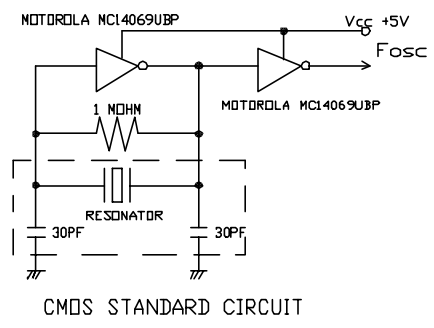 MOTOROLA MC14069UBP
Vcc +5V
Fosc
MOTOROLA MC14069UBP
1 MOHM
RESONATOR
30PF
30PF
CMOS STANDARD CIRCUIT